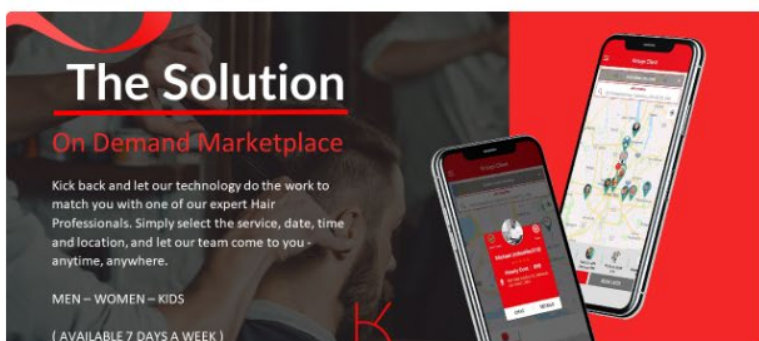 The Solution
On Demand Marketplace
Kick back and let our technology do the work to
match you with one of our expert Hair
Professionals. Simply select the service, date, time
and location, and let our team come to you -
anytime, anywhere.
MEN – WOMEN – KIDS
( AVAILABLE 7 DAYS A WEEK )